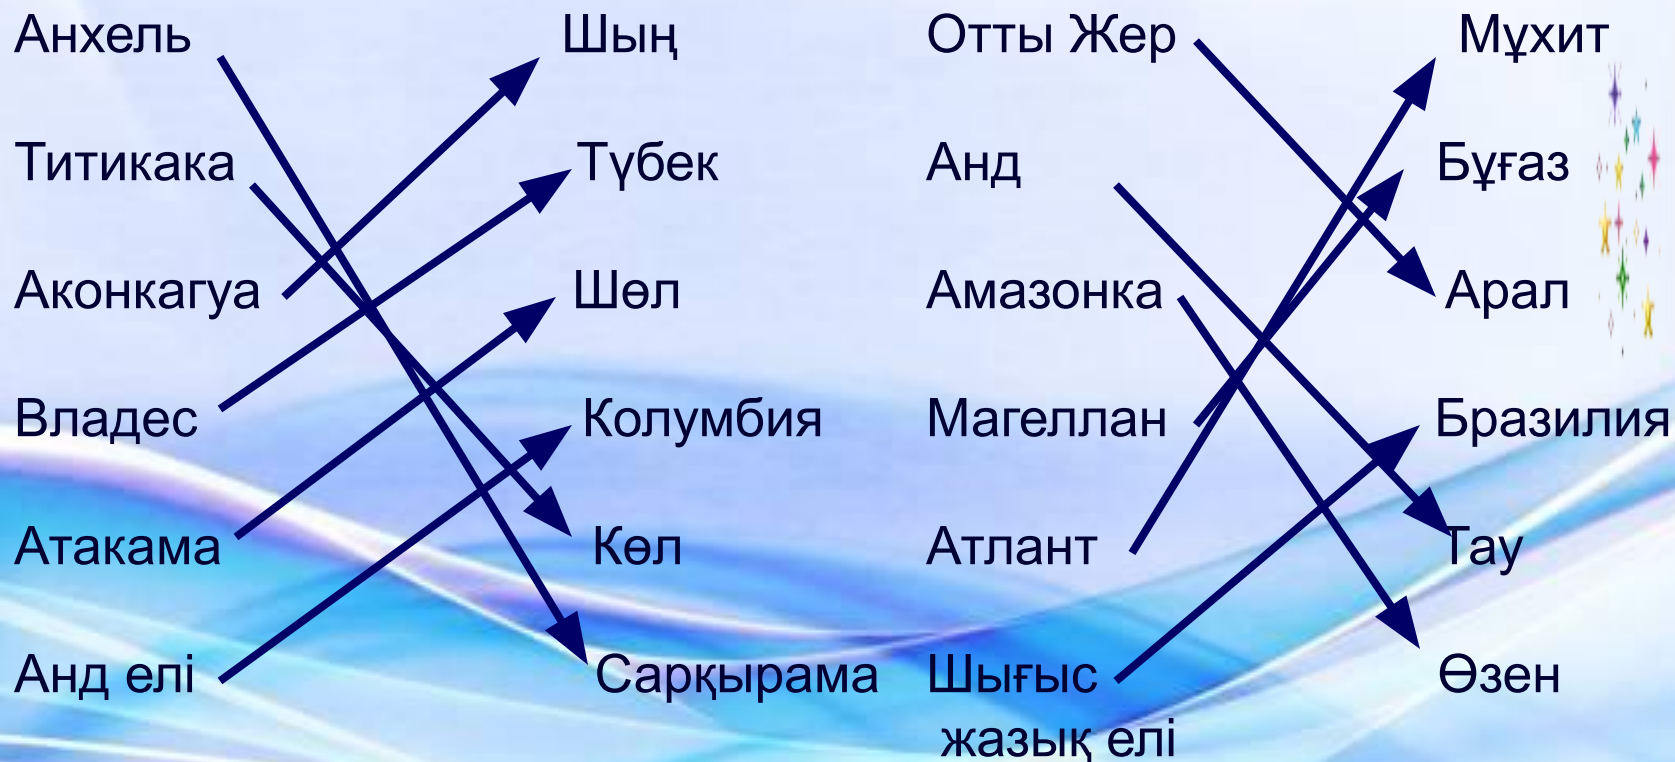 Анхель Шың Отты Жер Мұхит
Титикака Түбек Анд Бұғаз
Аконкагуа Шөл Амазонка Арал
Владес Колумбия Магеллан Бразилия
Атакама Көл Атлант Тау
Анд елі Сарқырама Шығыс Өзен
жазық елі